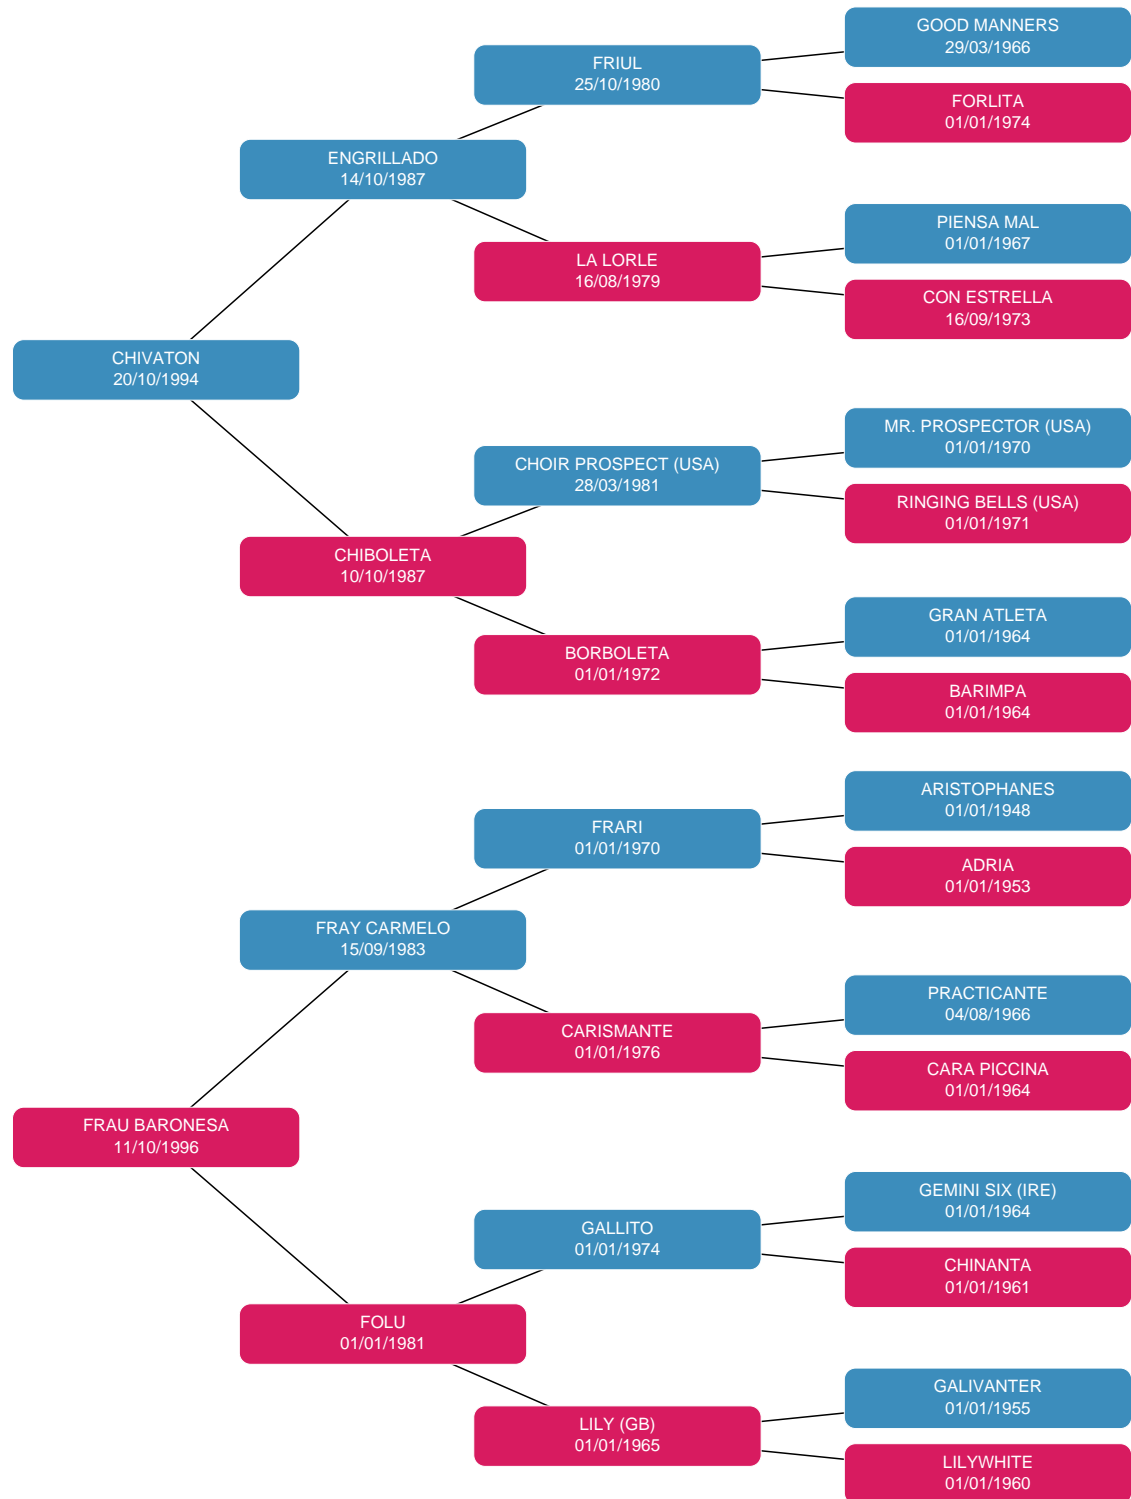 GOOD MANNERS
29/03/1966
FRIUL
25/10/1980
FORLITA
01/01/1974
ENGRILLADO
14/10/1987
PIENSA MAL
01/01/1967
LA LORLE
16/08/1979
CON ESTRELLA
16/09/1973
CHIVATON
20/10/1994
MR. PROSPECTOR (USA)
01/01/1970
CHOIR PROSPECT (USA)
28/03/1981
RINGING BELLS (USA)
01/01/1971
CHIBOLETA
10/10/1987
GRAN ATLETA
01/01/1964
BORBOLETA
01/01/1972
BARIMPA
01/01/1964
ARISTOPHANES
01/01/1948
FRARI
01/01/1970
ADRIA
01/01/1953
FRAY CARMELO
15/09/1983
PRACTICANTE
04/08/1966
CARISMANTE
01/01/1976
CARA PICCINA
01/01/1964
FRAU BARONESA
11/10/1996
GEMINI SIX (IRE)
01/01/1964
GALLITO
01/01/1974
CHINANTA
01/01/1961
FOLU
01/01/1981
GALIVANTER
01/01/1955
LILY (GB)
01/01/1965
LILYWHITE
01/01/1960